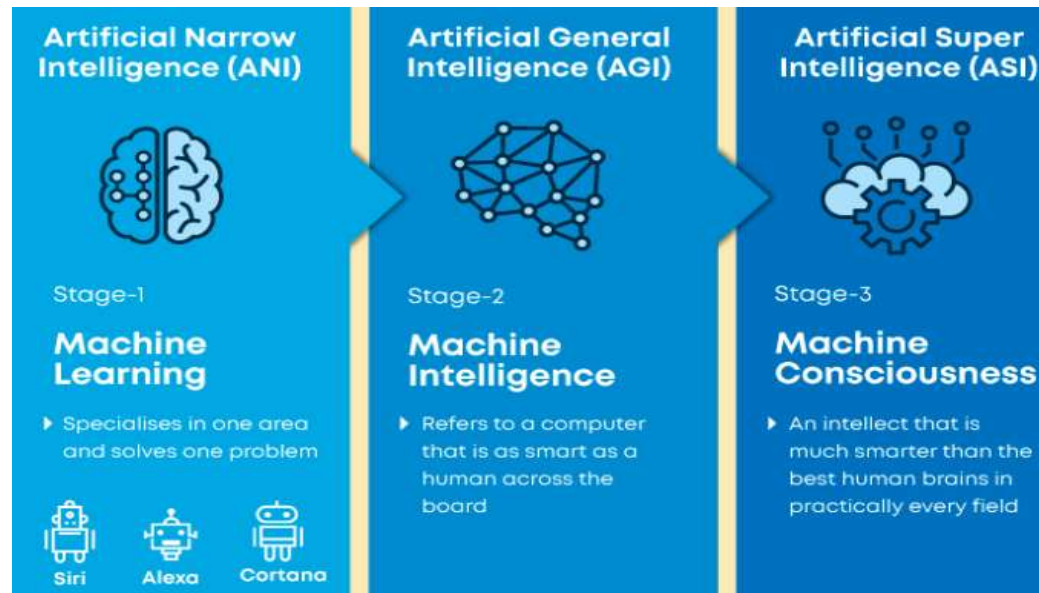 Artificial Narrow
Intelligence (ANI)
Stage-1
Machine
Learning
Specialises in one area
and solves one problem
Siri
Alexa
Cortana
Artificial General
Intelligence (AGI)
Stage-2
Machine
Intelligence
Refers to a computer
that is as smart as a
human across the
board
Artificial Super
Intelligence (ASI)
Stage-3
Machine
Consciousness
An intellect that is
much smarter than the
best human brains in
practically every field